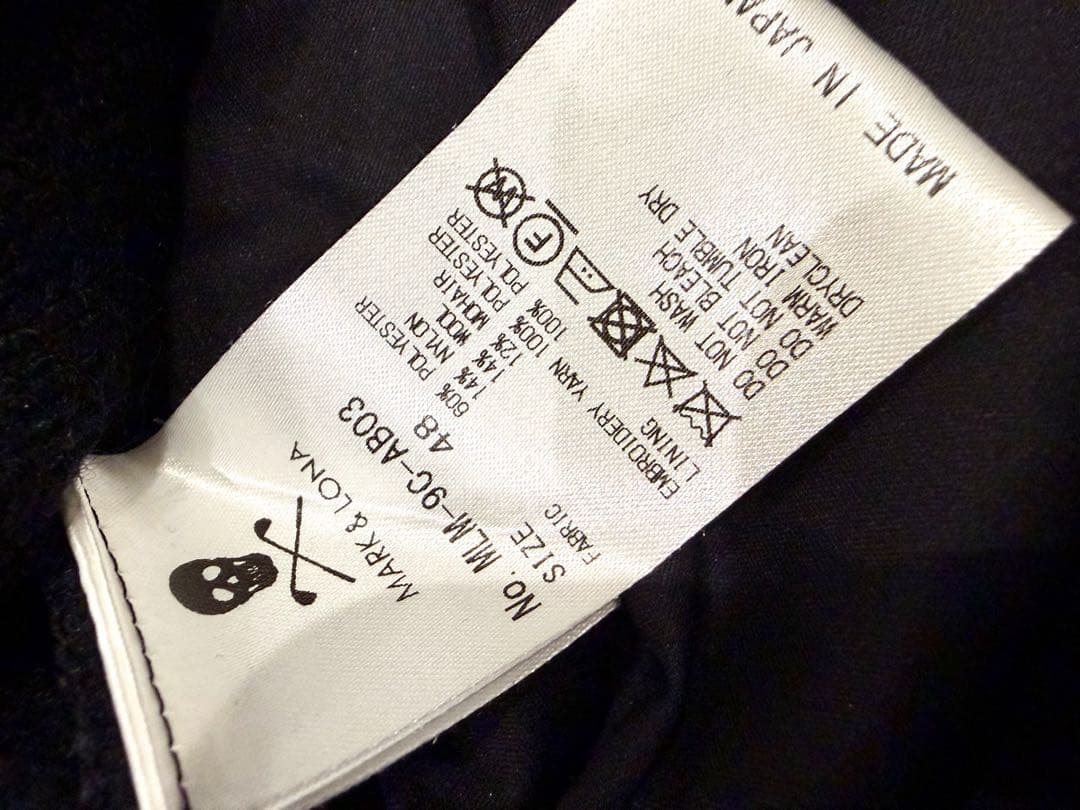 MARK & LONA
No. MLM-9C-AB03
SIZE 48
FABRIC 60% POLYESTER
14% NYLON
14% WOOL
12% MOHAIR
LINING 100% POLYESTER
EMBROIDERY YARN 100% POLYESTER
F W
DO NOT WASH
DO NOT BLEACH
DO NOT TUMBLE DRY
WARM IRON
DRYCLEAN
MADE IN JAPAN